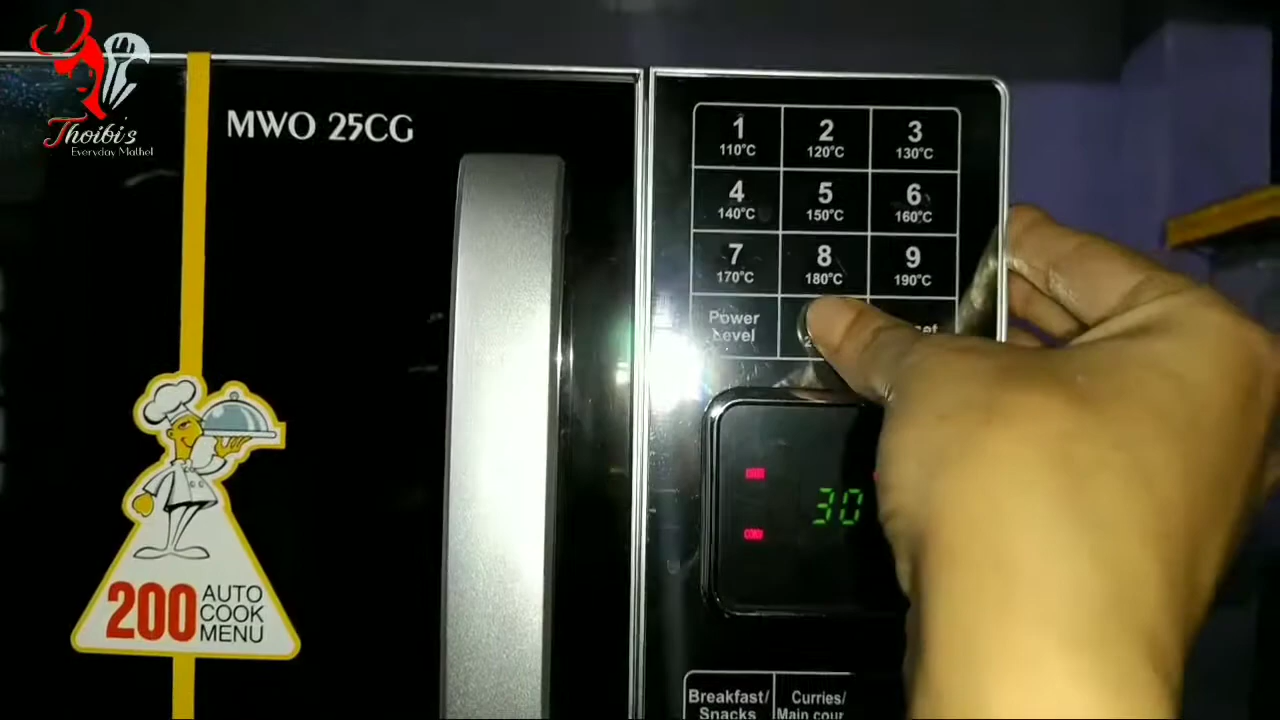 Thoibi's
Everyday Mathel
MWO 25CG
1
110°C
2
120°C
3
130°C
4
140°C
5
150°C
6
160°C
7
170°C
8
180°C
9
190°C
Power
Level
30
200
AUTO
COOK
MENU
Breakfast/
Snacks
Curries/
Main